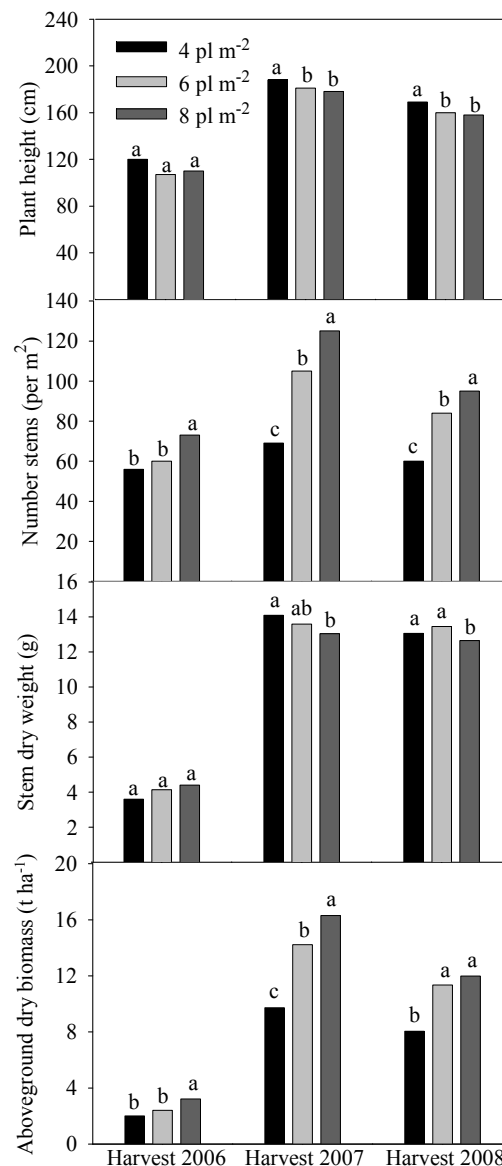 240
200
160
120
80
40
Plant height (cm)
4 pl m-2
6 pl m-2
8 pl m-2
a a a
a b b
a b b
140
120
100
80
60
40
20
Number stems (per m2)
b b a
c b a
c b a
16
14
12
10
8
6
4
2
Stem dry weight (g)
a a a
a ab b
a a b
20
16
12
8
4
0
Aboveground dry biomass (t ha-1)
b b a
c b a
b a a
Harvest 2006 Harvest 2007 Harvest 2008